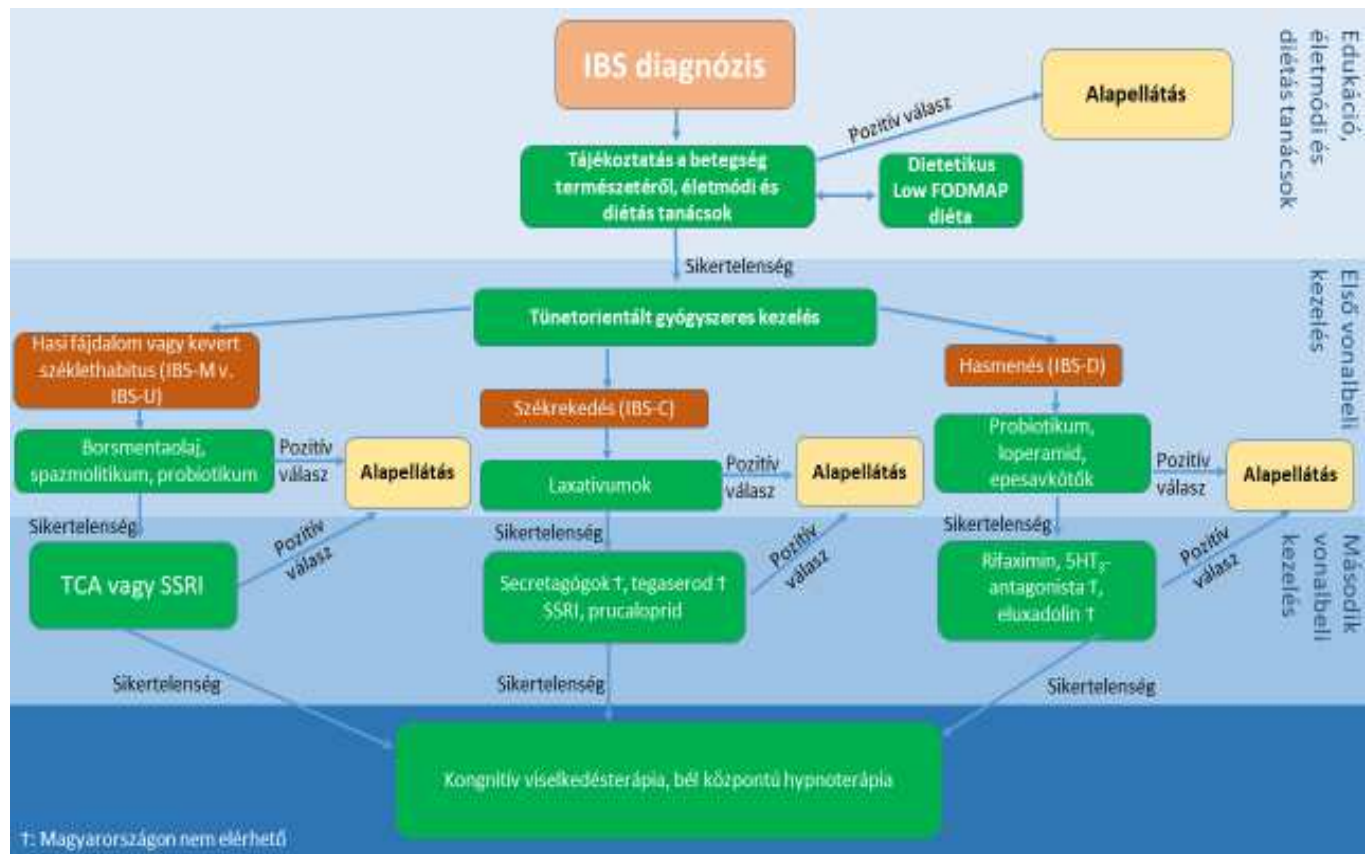 IBS diagnózis
Edukáció,
életmódi és
diétás tanácsok
Pozitív válasz
Alapellátás
Tájékoztatás a betegség
természetéről, életmódi és
diétás tanácsok
Dietetikus
Low FODMAP
diéta
Sikertelenség
Első vonalbeli
kezelés
Tünetorientált gyógyszeres kezelés
Hasi fájdalom vagy kevert
széklethabitus (IBS-M v.
IBS-U)
Székrekedés (IBS-C)
Hasmenés (IBS-D)
Borsmentaolaj,
spazmolitikum, probiotikum
Pozitív
válasz
Alapellátás
Laxatívumok
Pozitív
válasz
Alapellátás
Probiotikum,
loperamid,
epesavkötők
Pozitív
válasz
Alapellátás
Sikertelenség
Pozitív
válasz
Sikertelenség
Pozitív
válasz
Sikertelenség
Pozitív
válasz
Második
vonalbeli
kezelés
TCA vagy SSRI
Secretagógok †, tegaserod †
SSRI, prucaloprid
Rifaximin, 5HT₃-
antagonista †,
eluxadolin †
Sikertelenség
Sikertelenség
Sikertelenség
Kongnitív viselkedésterápia, bél központú hypnoterápia
†: Magyarországon nem elérhető